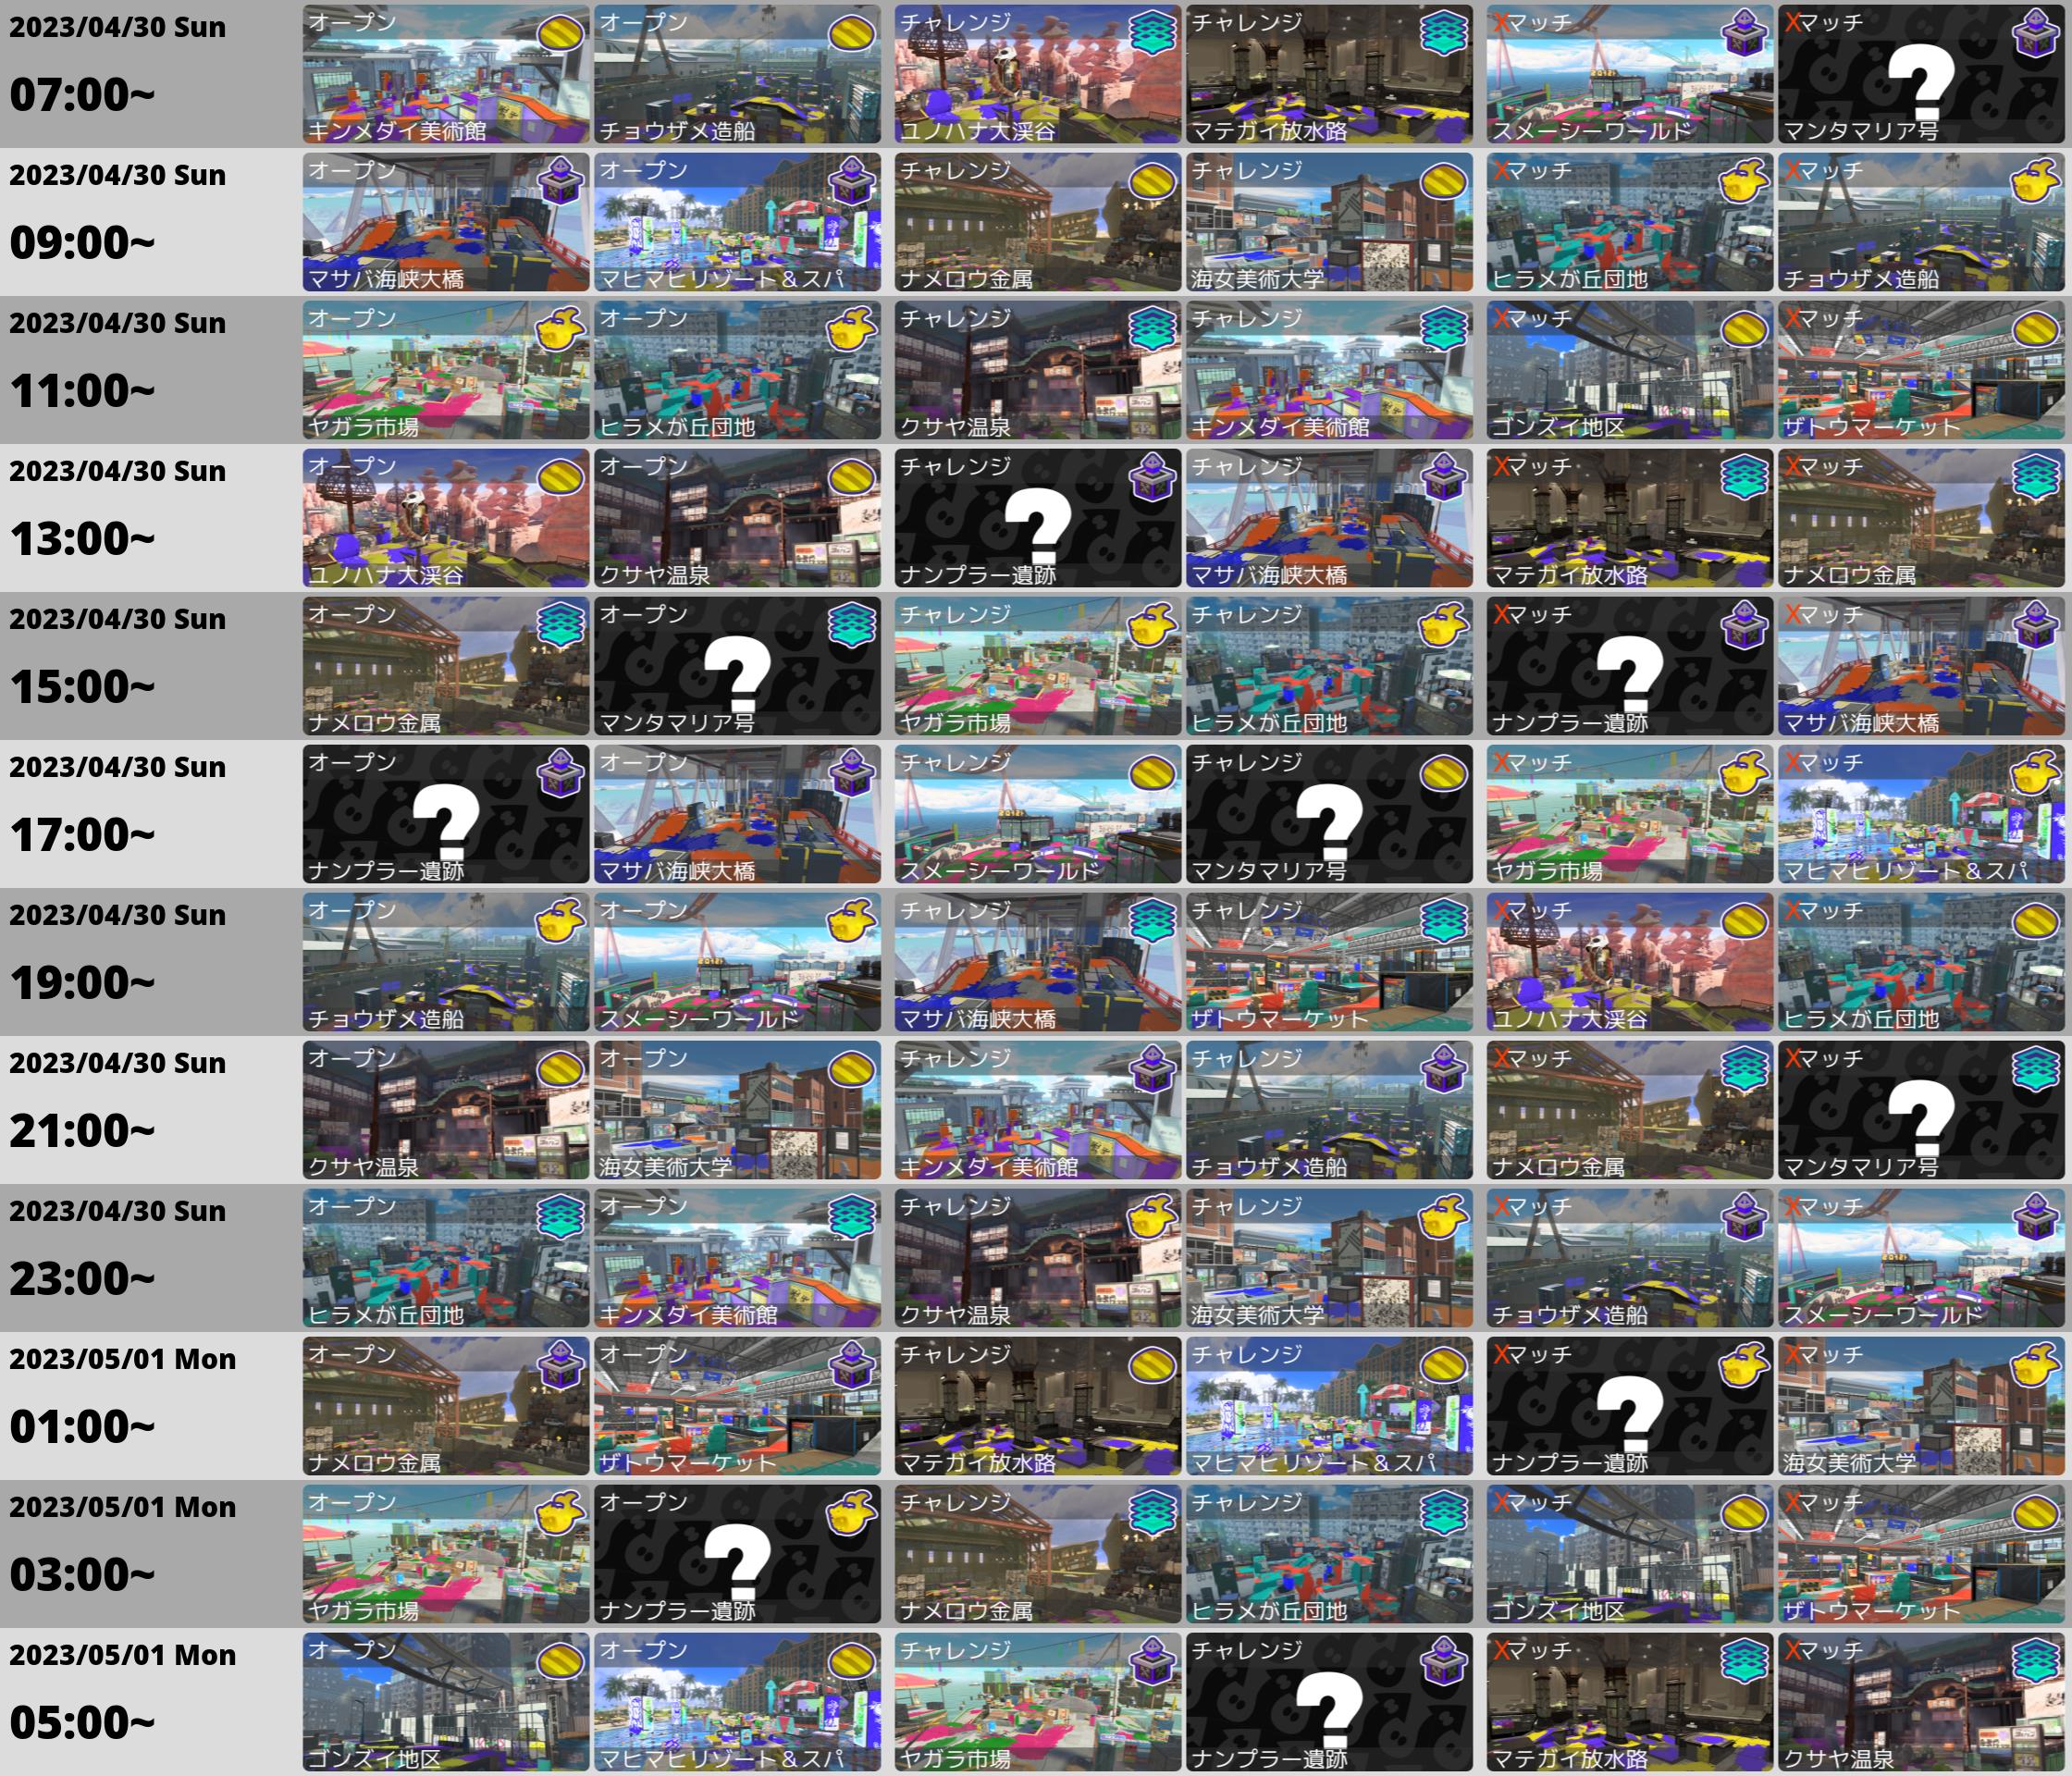 2023/04/30 Sun
07:00~
オープン オープン チャレンジ チャレンジ Xマッチ Xマッチ
キンメダイ美術館 チョウザメ造船 ユノハナ大渓谷 マテガイ放水路 スメーシーワールド マンタマリア号
2023/04/30 Sun
09:00~
オープン オープン チャレンジ チャレンジ Xマッチ Xマッチ
マサバ海峡大橋 マヒマヒリゾート＆スパ ナメロウ金属 海女美術大学 ヒラメが丘団地 チョウザメ造船
2023/04/30 Sun
11:00~
オープン オープン チャレンジ チャレンジ Xマッチ Xマッチ
ヤガラ市場 ヒラメが丘団地 クサヤ温泉 キンメダイ美術館 ゴンズイ地区 ザトウマーケット
2023/04/30 Sun
13:00~
オープン オープン チャレンジ チャレンジ Xマッチ Xマッチ
ユノハナ大渓谷 クサヤ温泉 ナンプラー遺跡 マサバ海峡大橋 マテガイ放水路 ナメロウ金属
2023/04/30 Sun
15:00~
オープン オープン チャレンジ チャレンジ Xマッチ Xマッチ
ナメロウ金属 マンタマリア号 ヤガラ市場 ヒラメが丘団地 ナンプラー遺跡 マサバ海峡大橋
2023/04/30 Sun
17:00~
オープン オープン チャレンジ チャレンジ Xマッチ Xマッチ
ナンプラー遺跡 マサバ海峡大橋 スメーシーワールド マンタマリア号 ヤガラ市場 マヒマヒリゾート＆スパ
2023/04/30 Sun
19:00~
オープン オープン チャレンジ チャレンジ Xマッチ Xマッチ
チョウザメ造船 スメーシーワールド マサバ海峡大橋 ザトウマーケット ユノハナ大渓谷 ヒラメが丘団地
2023/04/30 Sun
21:00~
オープン オープン チャレンジ チャレンジ Xマッチ Xマッチ
クサヤ温泉 海女美術大学 キンメダイ美術館 チョウザメ造船 ナメロウ金属 マンタマリア号
2023/04/30 Sun
23:00~
オープン オープン チャレンジ チャレンジ Xマッチ Xマッチ
ヒラメが丘団地 キンメダイ美術館 クサヤ温泉 海女美術大学 チョウザメ造船 スメーシーワールド
2023/05/01 Mon
01:00~
オープン オープン チャレンジ チャレンジ Xマッチ Xマッチ
ナメロウ金属 ザトウマーケット マテガイ放水路 マヒマヒリゾート＆スパ ナンプラー遺跡 海女美術大学
2023/05/01 Mon
03:00~
オープン オープン チャレンジ チャレンジ Xマッチ Xマッチ
ヤガラ市場 ナンプラー遺跡 ナメロウ金属 ヒラメが丘団地 ゴンズイ地区 ザトウマーケット
2023/05/01 Mon
05:00~
オープン オープン チャレンジ チャレンジ Xマッチ Xマッチ
ゴンズイ地区 マヒマヒリゾート＆スパ ヤガラ市場 ナンプラー遺跡 マテガイ放水路 クサヤ温泉